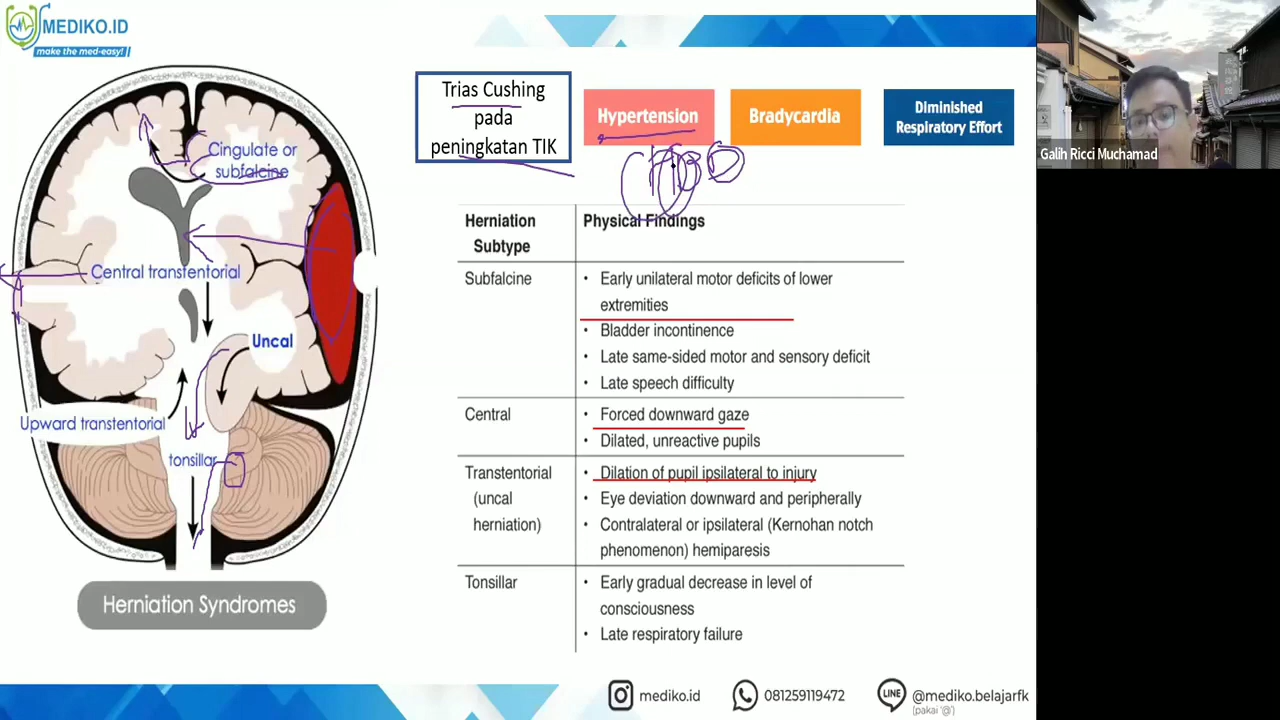 MEDIKO.ID
make the med-easy!
Trias Cushing
pada
peningkatan TIK
Hypertension
Bradycardia
Diminished
Respiratory Effort
Galih Ricci Muchamad
Cingulate or
subfalcine
Central transtentorial
Uncal
Upward transtentorial
tonsillar
Herniation Syndromes
Herniation
Subtype
Physical Findings
Subfalcine
• Early unilateral motor deficits of lower
extremities
• Bladder incontinence
• Late same-sided motor and sensory deficit
• Late speech difficulty
Central
• Forced downward gaze
• Dilated, unreactive pupils
Transtentorial
(uncal
herniation)
• Dilation of pupil ipsilateral to injury
• Eye deviation downward and peripherally
• Contralateral or ipsilateral (Kernohan notch
phenomenon) hemiparesis
Tonsillar
• Early gradual decrease in level of
consciousness
• Late respiratory failure
mediko.id
081259119472
LINE
@mediko.belajarfk
(pakai '@')